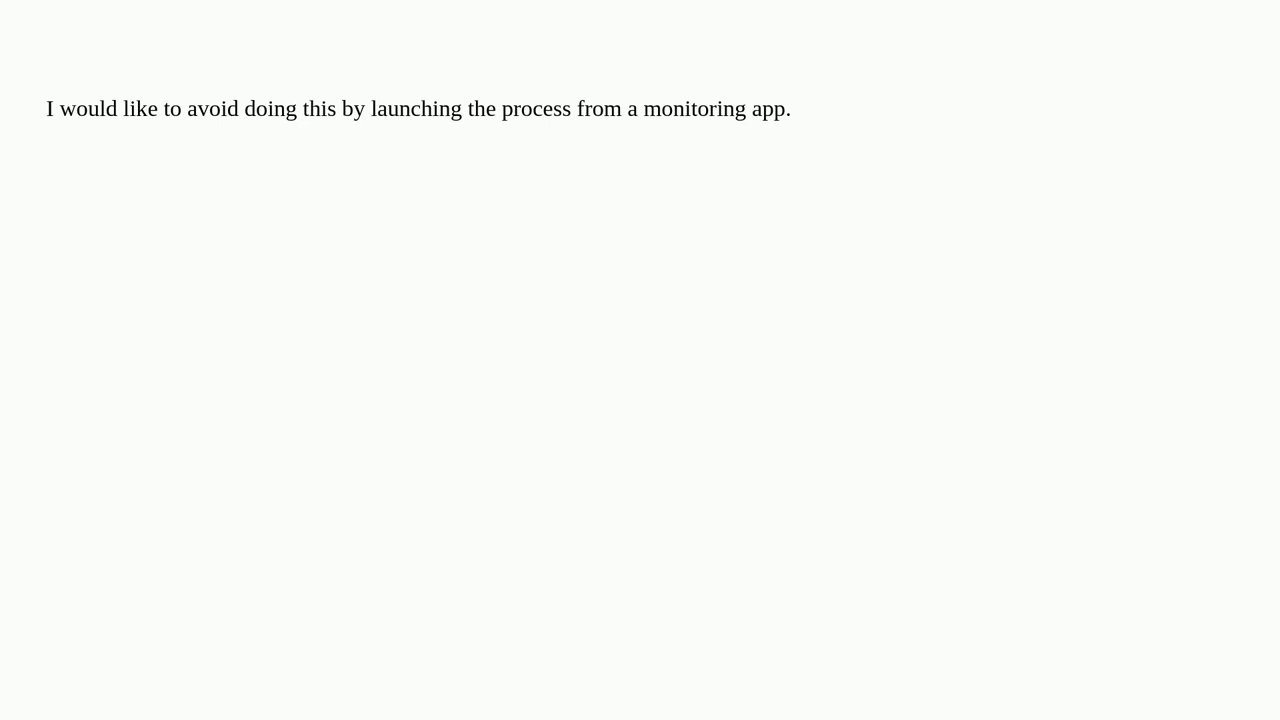 I would like to avoid doing this by launching the process from a monitoring app.